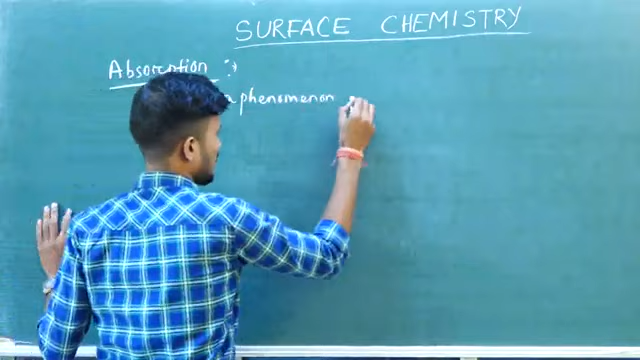 SURFACE CHEMISTRY
Absorption :→
a phenomenon